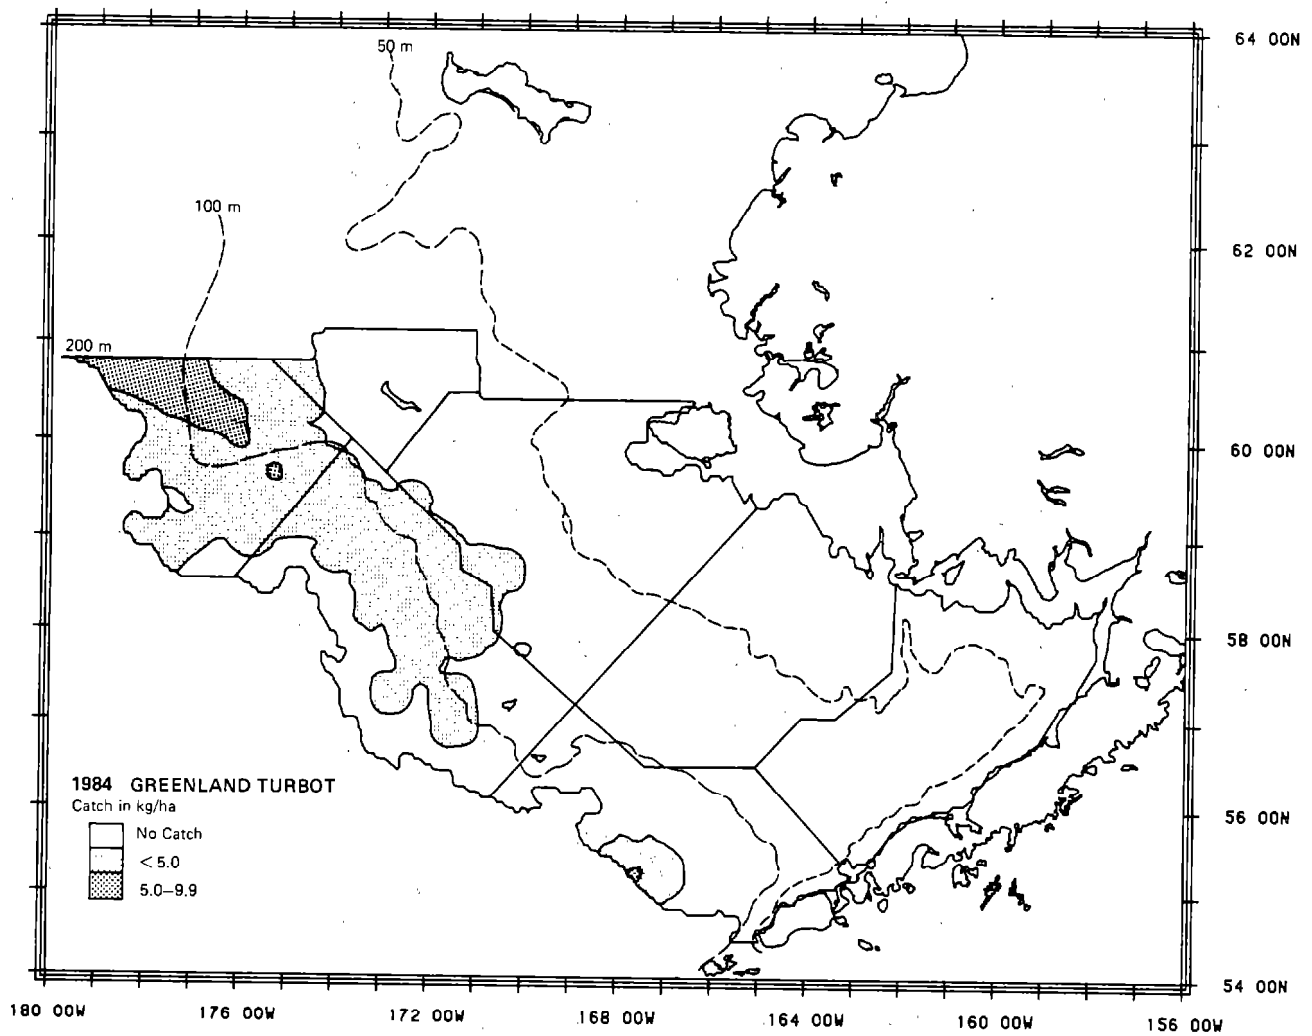 50 m
64 00N
100 m
62 00N
200 m
60 00N
58 00N
1984 GREENLAND TURBOT
Catch in kg/ha
No Catch
< 5.0
5.0–9.9
56 00N
54 00N
180 00W 176 00W 172 00W 168 00W 164 00W 160 00W 156 00W